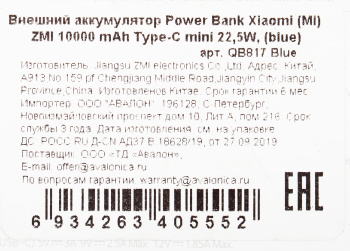 Внешний аккумулятор Power Bank Xiaomi (Mi)
ZMI 10000 mAh Type-C mini 22,5W, (biue)
арт. QB817 Blue
Изготовитель: Jiangsu ZMI electronics Co.,Ltd. Адрес: Китай,
A913 No.159 pf Chengjiang Middle Road,Jiangyin City,Jiangsu
Province,China. Изготовлено в Китае. Срок гарантии 6 мес.
Импортер: ООО "АВАЛОН", 196128, С-Петербург,
Новоизмайловский проспект дом 10, Лит А, пом 216. Срок
службы 3 года. Дата изготовления: см. на упаковке
ДС: РОСС RU Д-CN.АД37.В.18628/19, от 27.09.2019
Поставщик: ООО «ТД «Авалон»,
E-mail: offer@avalonica.ru
По вопросам гарантии: warranty@avalonica.ru
EAC
6 934263 405552